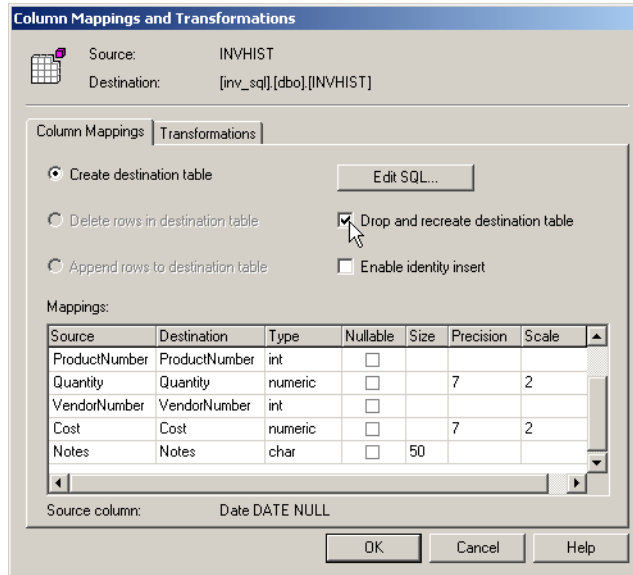 Column Mappings and Transformations
Source: INVHIST
Destination: [inv_sql].[dbo].[INVHIST]
Column Mappings Transformations
Create destination table Edit SQL...
Delete rows in destination table Drop and recreate destination table
Append rows to destination table Enable identity insert
Mappings:
Source Destination Type Nullable Size Precision Scale
ProductNumber ProductNumber int
Quantity Quantity numeric 7 2
VendorNumber VendorNumber int
Cost Cost numeric 7 2
Notes Notes char 50
Source column: Date DATE NULL
OK Cancel Help